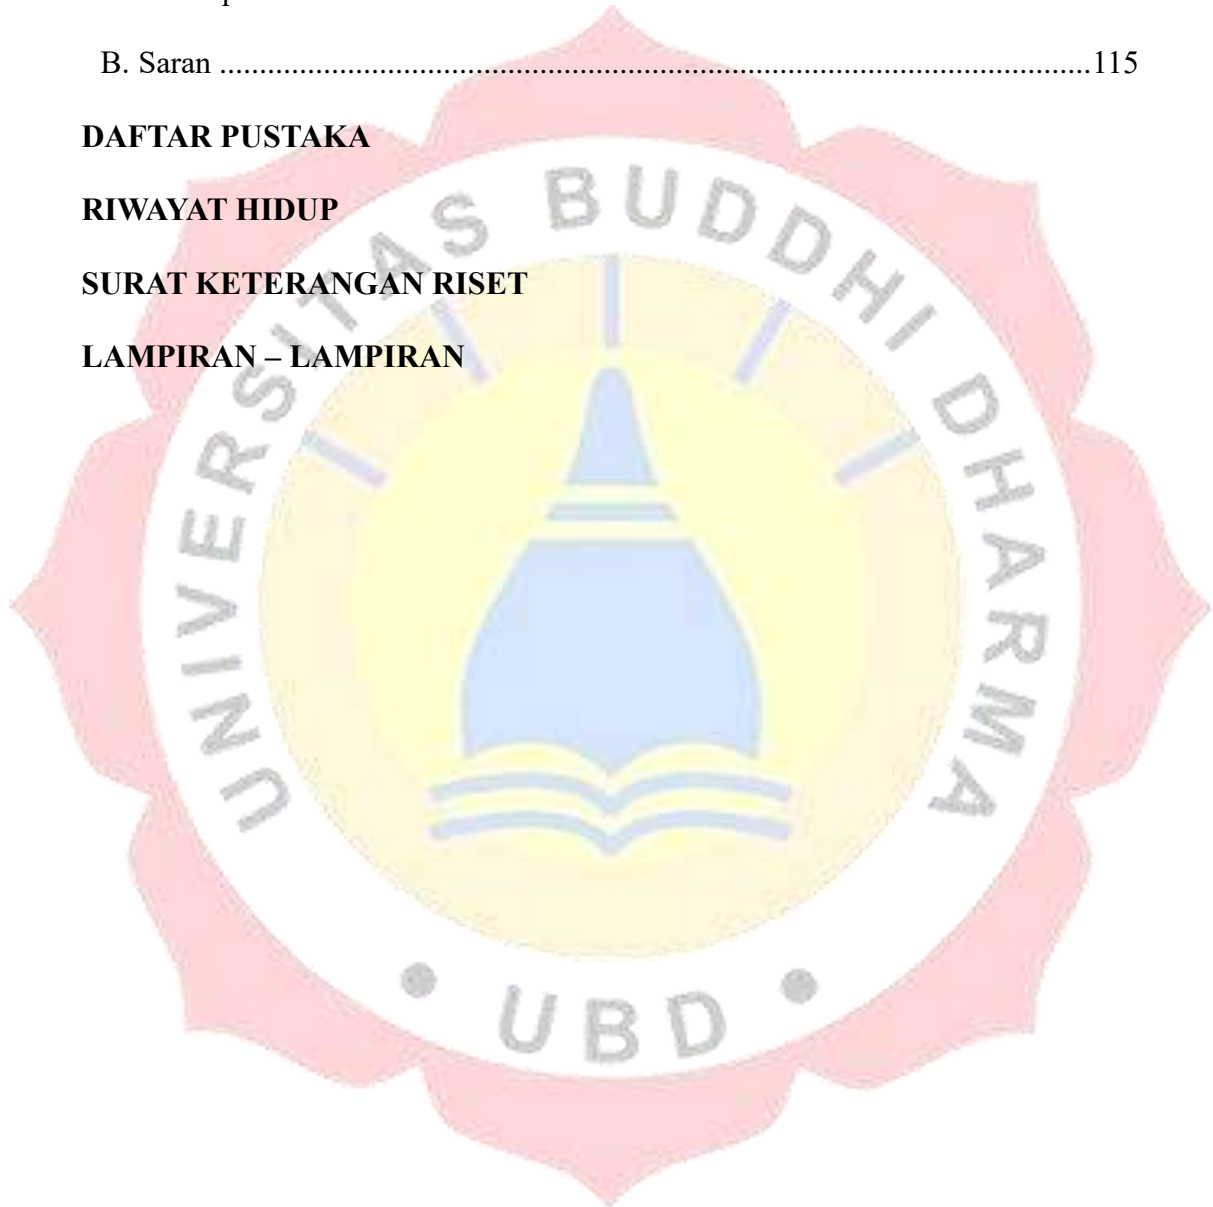 B. Saran ..............................................................................................................115
DAFTAR PUSTAKA
RIWAYAT HIDUP
SURAT KETERANGAN RISET
LAMPIRAN – LAMPIRAN
UNIVERSITAS BUDDHI DHARMA
• UBD •